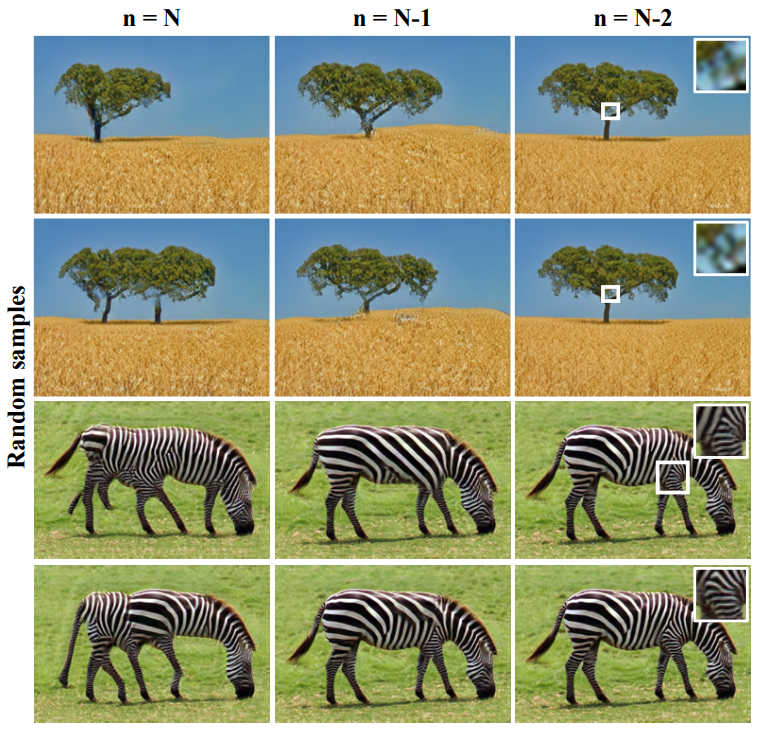 n = N
n = N-1
n = N-2
Random samples